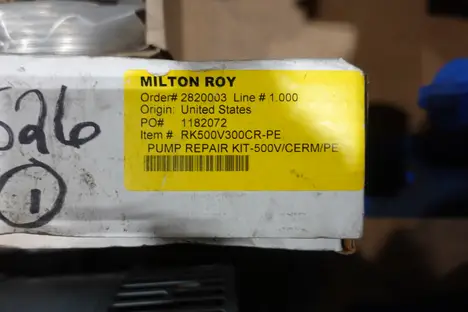 MILTON ROY
Order# 2820003 Line # 1.000
Origin: United States
PO# 1182072
Item # RK500V300CR-PE
PUMP REPAIR KIT-500V/CERM/PE
526
1